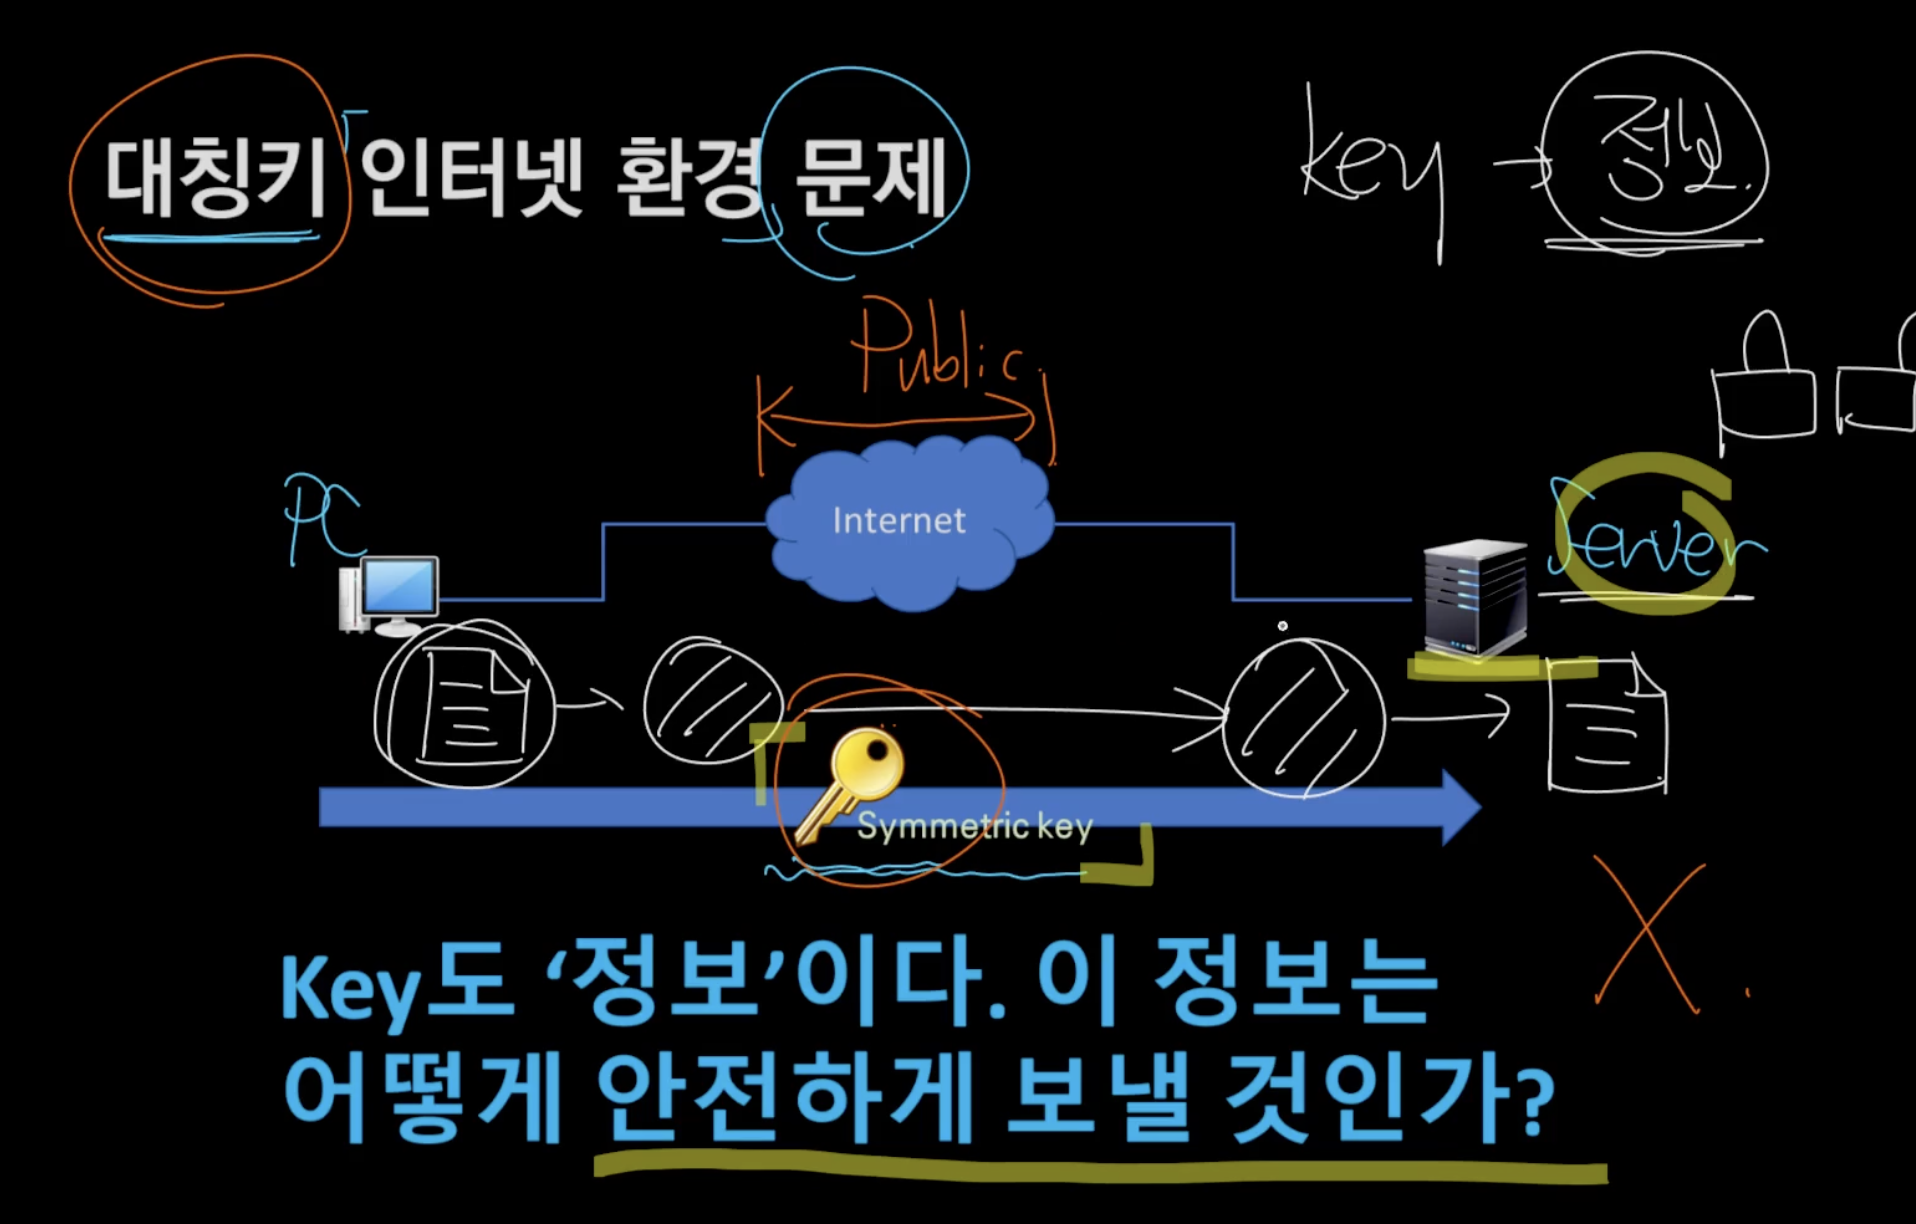 대칭키 인터넷 환경 문제
key → 정보.
Public
PC
Internet
Server
Symmetric key
X.
Key도 ‘정보’이다. 이 정보는
어떻게 안전하게 보낼 것인가?